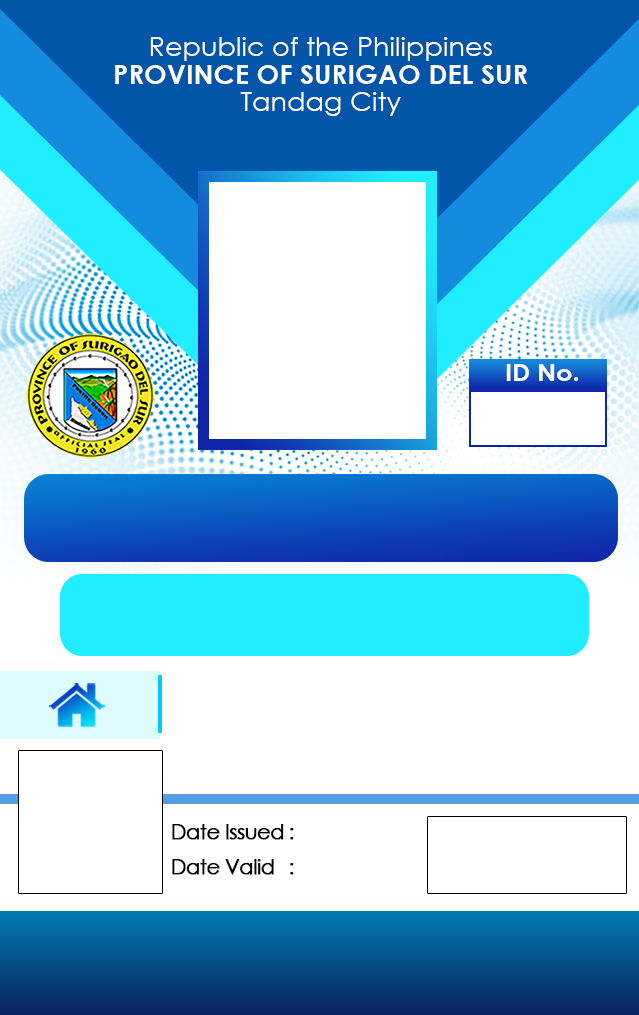 Republic of the Philippines
PROVINCE OF SURIGAO DEL SUR
Tandag City
PROVINCE OF SURIGAO DEL SUR
OFFICIAL SEAL
1960
ID No.
Date Issued :
Date Valid :